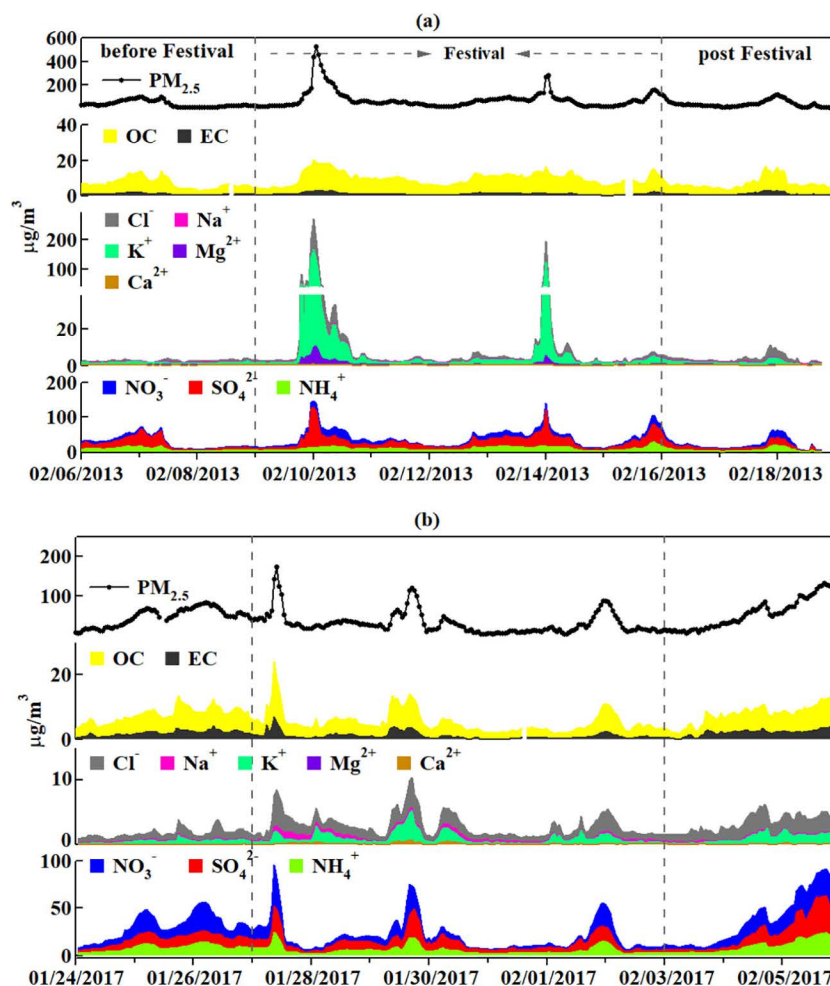 (a)
before Festival Festival post Festival
600
400
200
PM2.5
40
20
0
OC EC
µg/m³
Cl⁻ Na⁺
K⁺ Mg²⁺
Ca²⁺
200
100
20
0
200
100
0
NO₃⁻ SO₄²⁻ NH₄⁺
02/06/2013 02/08/2013 02/10/2013 02/12/2013 02/14/2013 02/16/2013 02/18/2013
(b)
200
100
PM2.5
20
0
OC EC
µg/m³
Cl⁻ Na⁺ K⁺ Mg²⁺ Ca²⁺
10
0
100
50
0
NO₃⁻ SO₄²⁻ NH₄⁺
01/24/2017 01/26/2017 01/28/2017 01/30/2017 02/01/2017 02/03/2017 02/05/2017